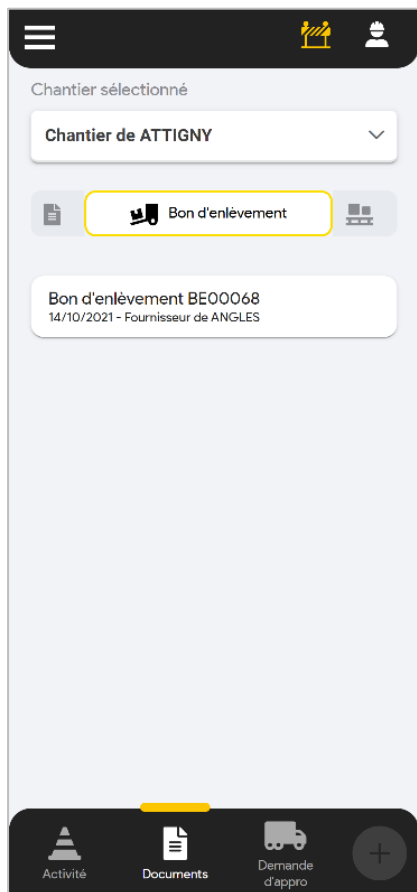 Chantier sélectionné
Chantier de ATTIGNY
Bon d'enlèvement
Bon d'enlèvement BE00068
14/10/2021 - Fournisseur de ANGLES
Activité
Documents
Demande
d'appro